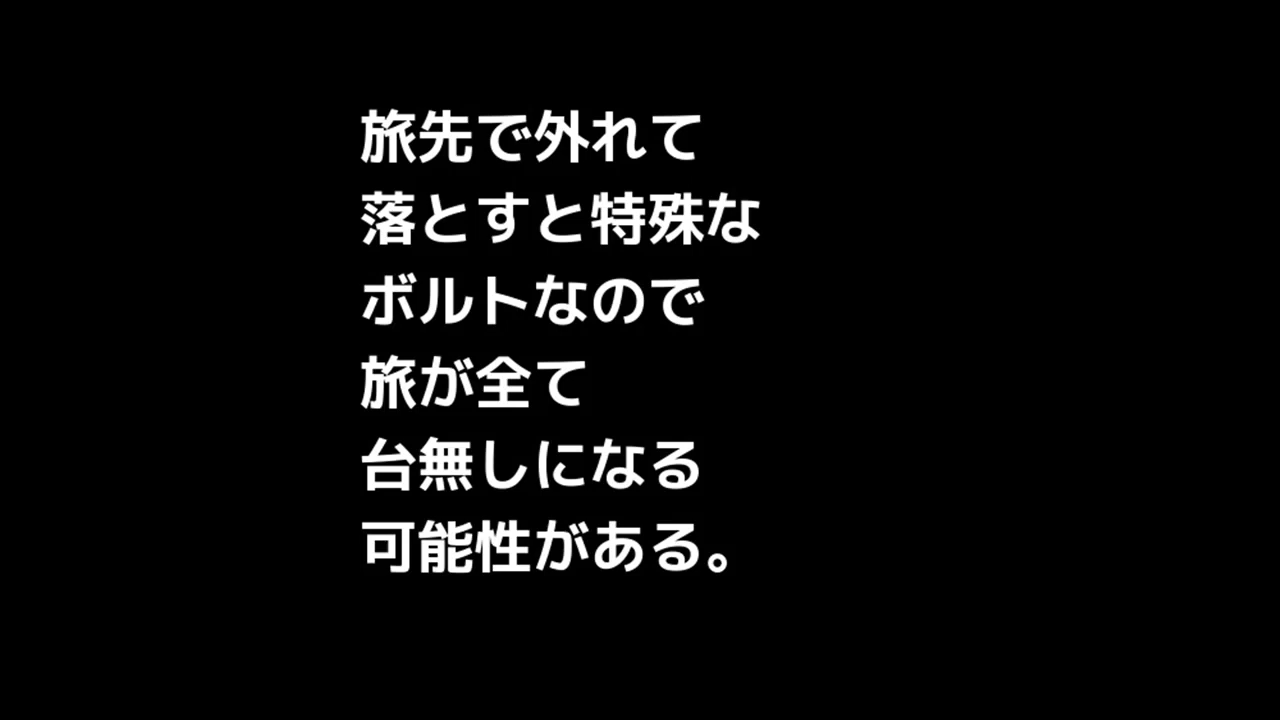 旅先で外れて
落とすと特殊な
ボルトなので
旅が全て
台無しになる
可能性がある。